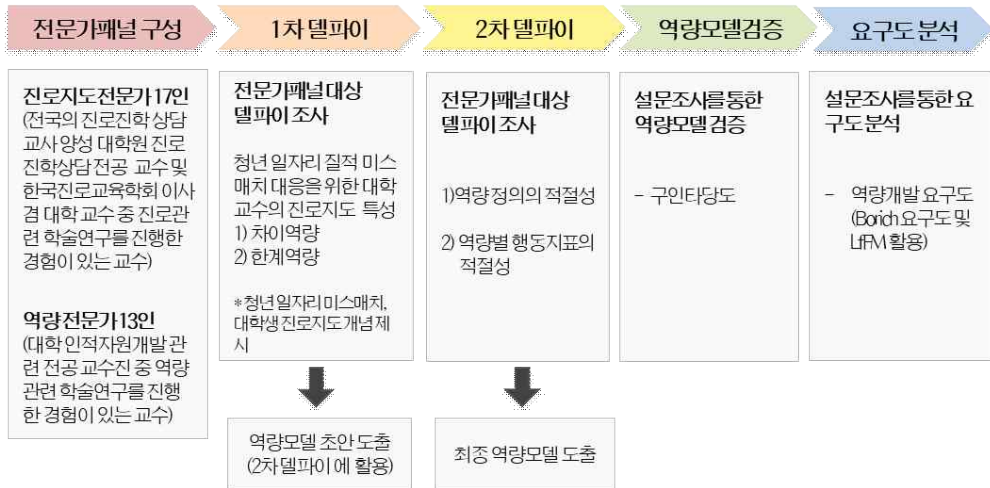 전문가패널 구성
1차 델파이
2차 델파이
역량모델검증
요구도 분석
진로지도전문가 17인
(전국의 진로진학 상담
교사 양성 대학원 진로
진학상담 전공 교수 및
한국진로교육학회 이사
겸 대학 교수 중 진로관
련 학술연구를 진행한
경험이 있는 교수)
역량 전문가 13인
(대학 인적자원개발 관
련 전공 교수진 중 역량
관련 학술연구를 진행
한 경험이 있는 교수)
전문가패널 대상
델파이 조사
청년 일자리 질적 미스
매치 대응을 위한 대학
교수의 진로지도 특성
1) 차이역량
2) 한계역량
*청년 일자리 미스매치,
대학생 진로지도 개념 제
시
역량모델 초안 도출
(2차 델파이 에 활용)
전문가패널 대상
델파이 조사
1)역량 정의의 적절성
2) 역량별 행동지표의
적절성
최종 역량모델 도출
설문조사를 통한
역량모델 검증
- 구인타당도
설문조사를 통한 요
구도 분석
- 역량개발 요구도
(Borich 요구도 및
LfFM 활용)